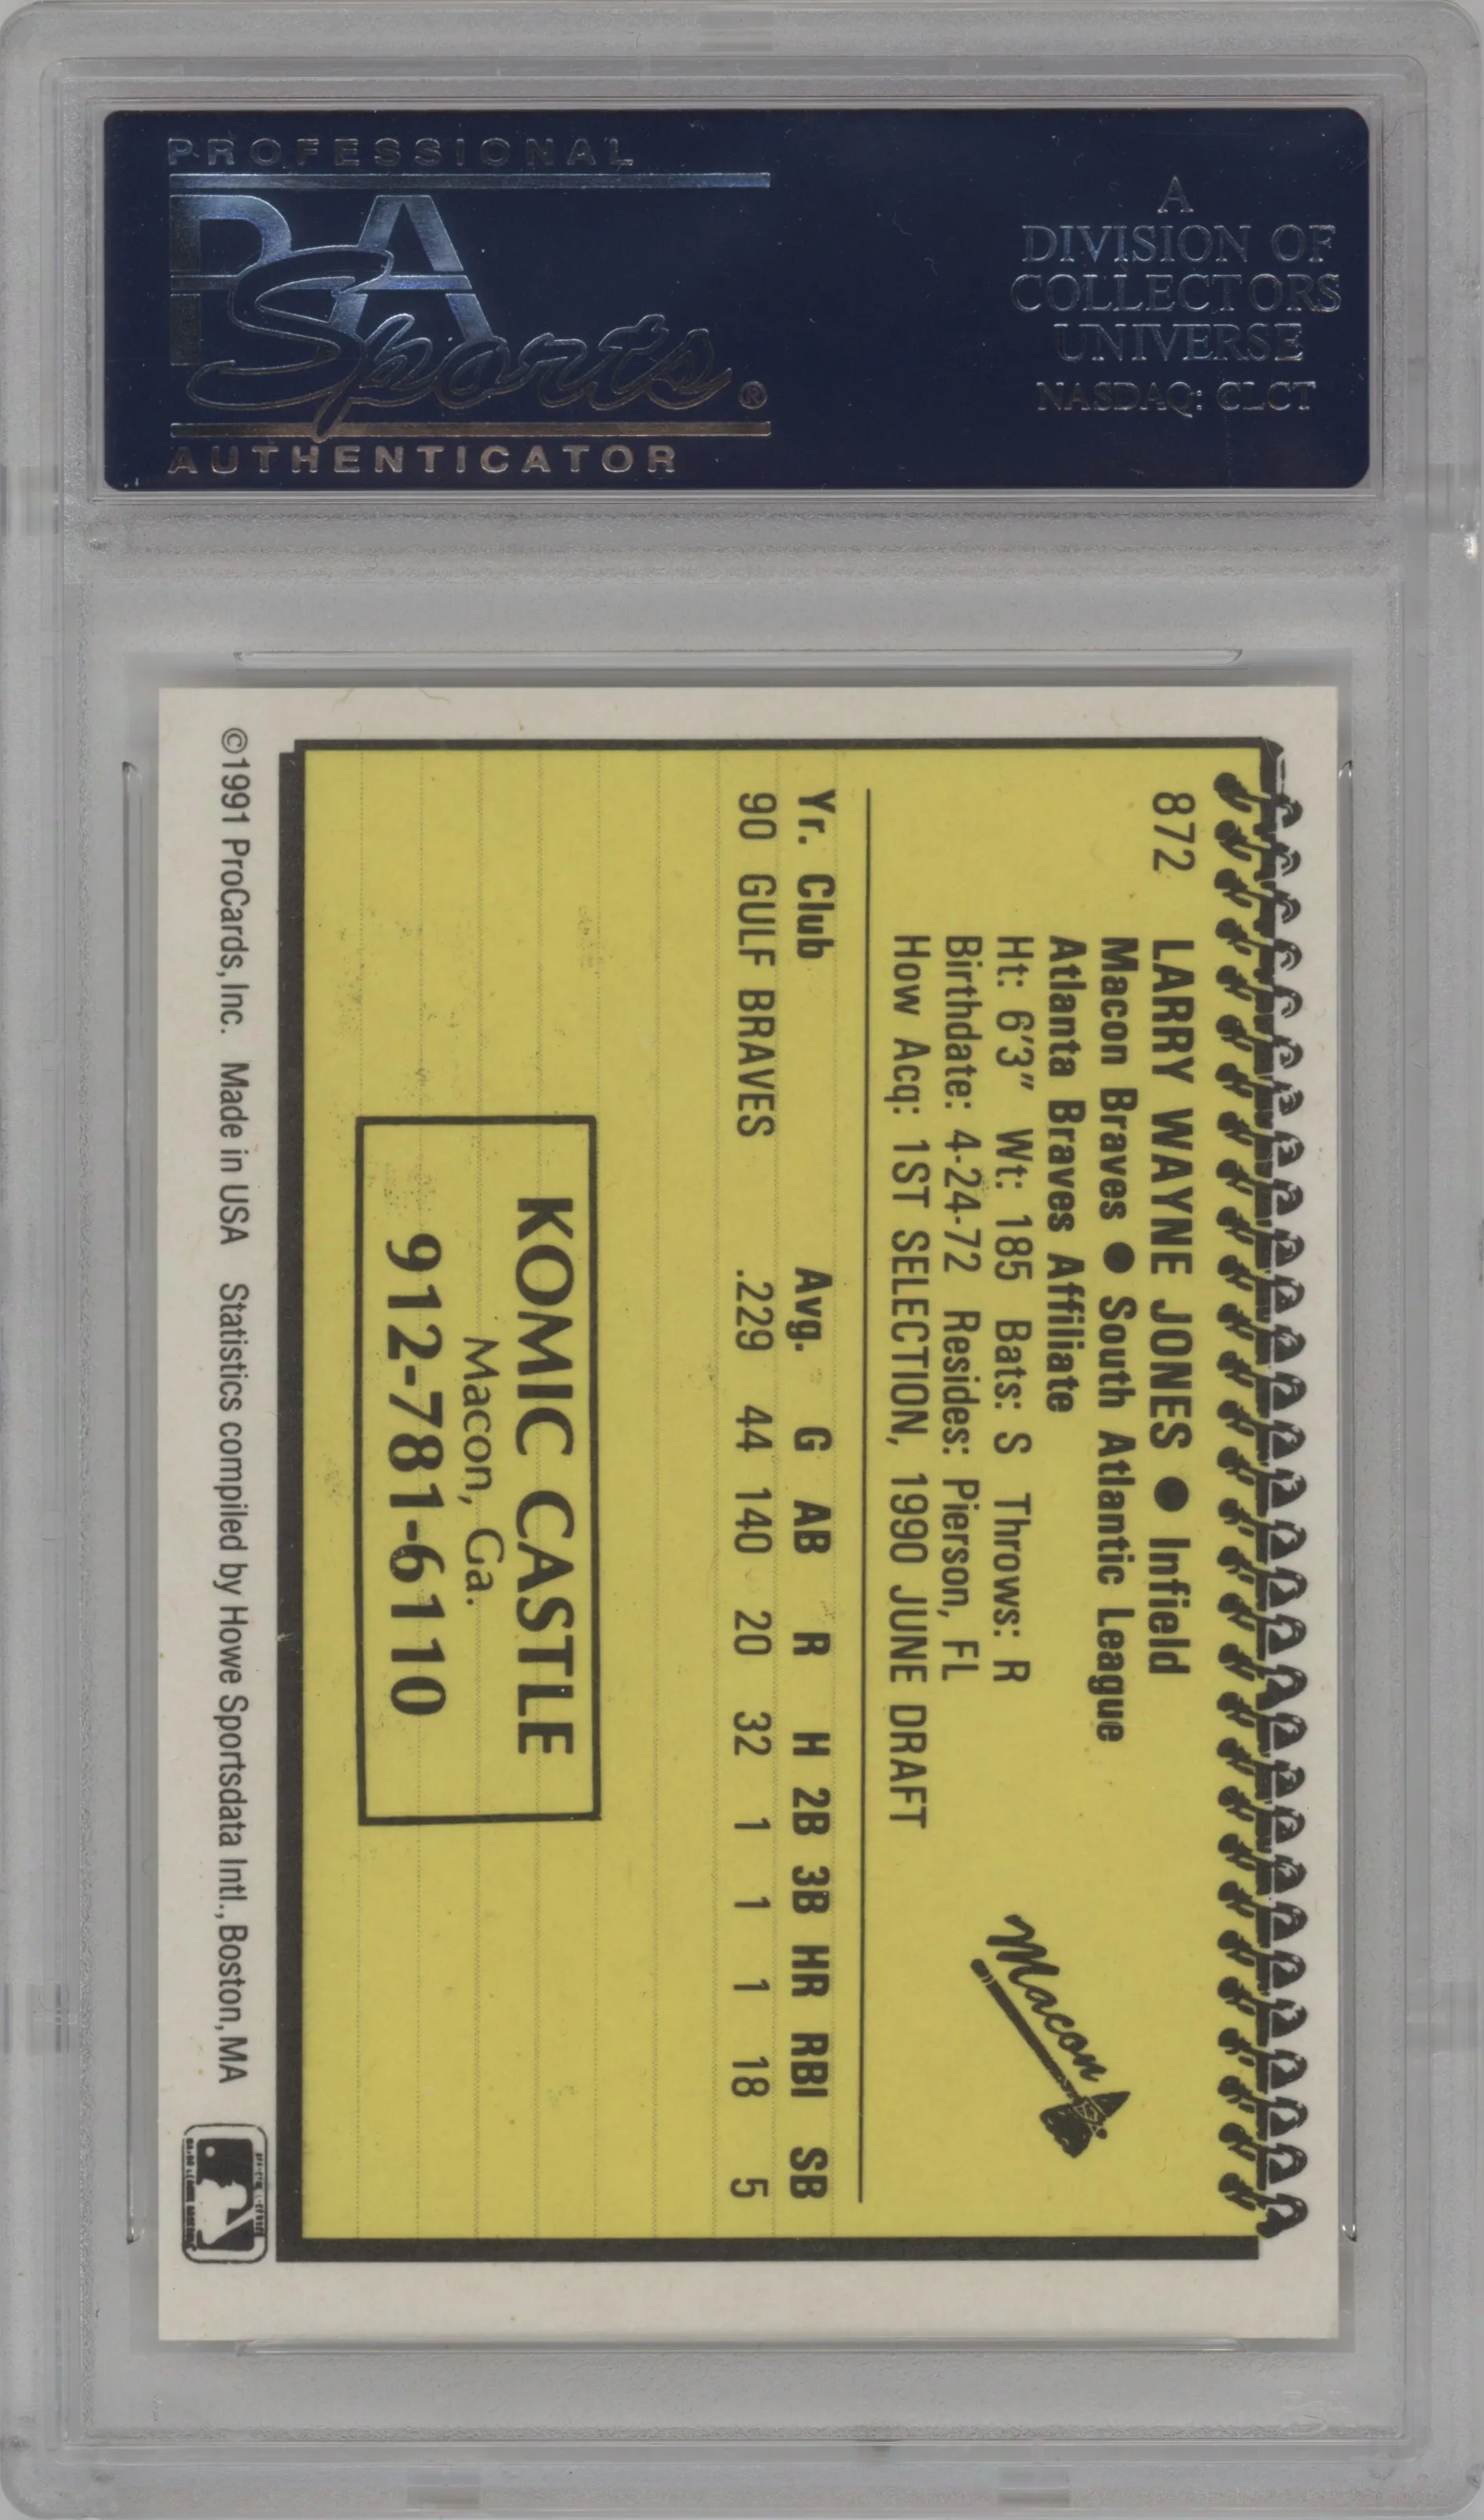 PROFESSIONAL
PSA
Sports®
AUTHENTICATOR
A
DIVISION OF
COLLECTORS
UNIVERSE
NASDAQ: CLCT
872 LARRY WAYNE JONES ● Infield
Macon Braves ● South Atlantic League
Atlanta Braves Affiliate
Ht: 6'3" Wt: 185 Bats: S Throws: R
Birthdate: 4-24-72 Resides: Pierson, FL
How Acq: 1ST SELECTION, 1990 JUNE DRAFT
Macon
Yr. Club Avg. G AB R H 2B 3B HR RBI SB
90 GULF BRAVES .229 44 140 20 32 1 1 1 18 5
KOMIC CASTLE
Macon, Ga.
912-781-6110
©1991 ProCards, Inc. Made in USA Statistics compiled by Howe Sportsdata Intl., Boston, MA